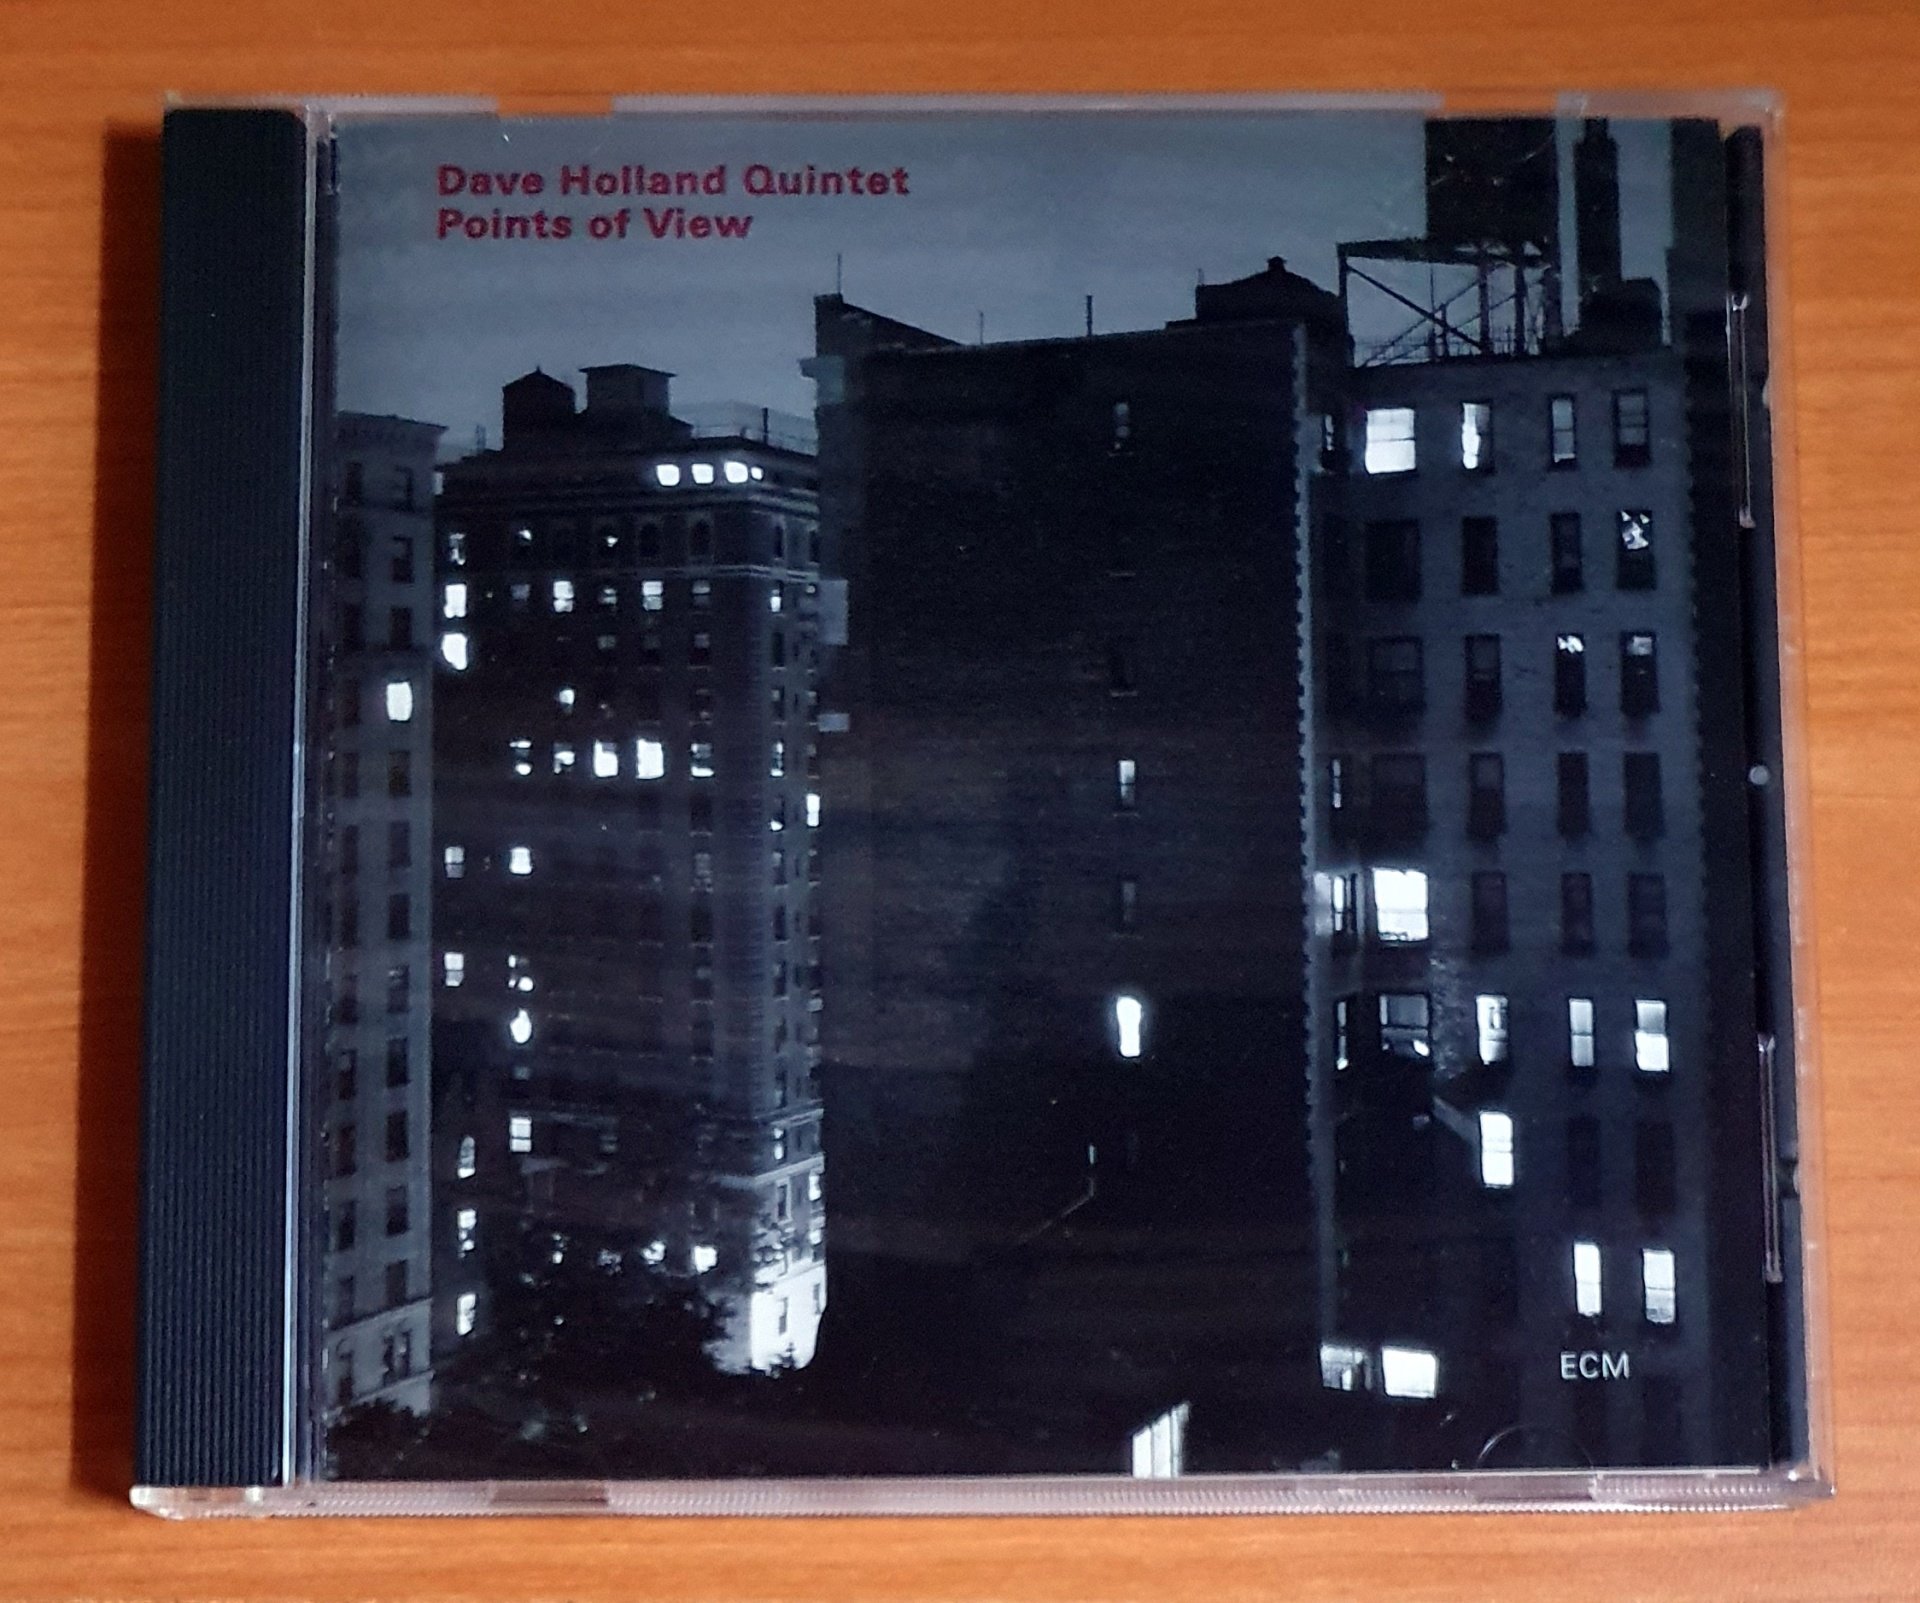 Dave Holland Quintet
Points of View
ECM